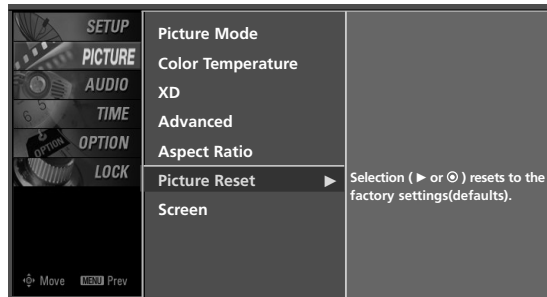 SETUP
PICTURE
AUDIO
TIME
OPTION
LOCK
Move MENU Prev
Picture Mode
Color Temperature
XD
Advanced
Aspect Ratio
Picture Reset ▶
Screen
Selection ( ▶ or ⊙ ) resets to the
factory settings(defaults).